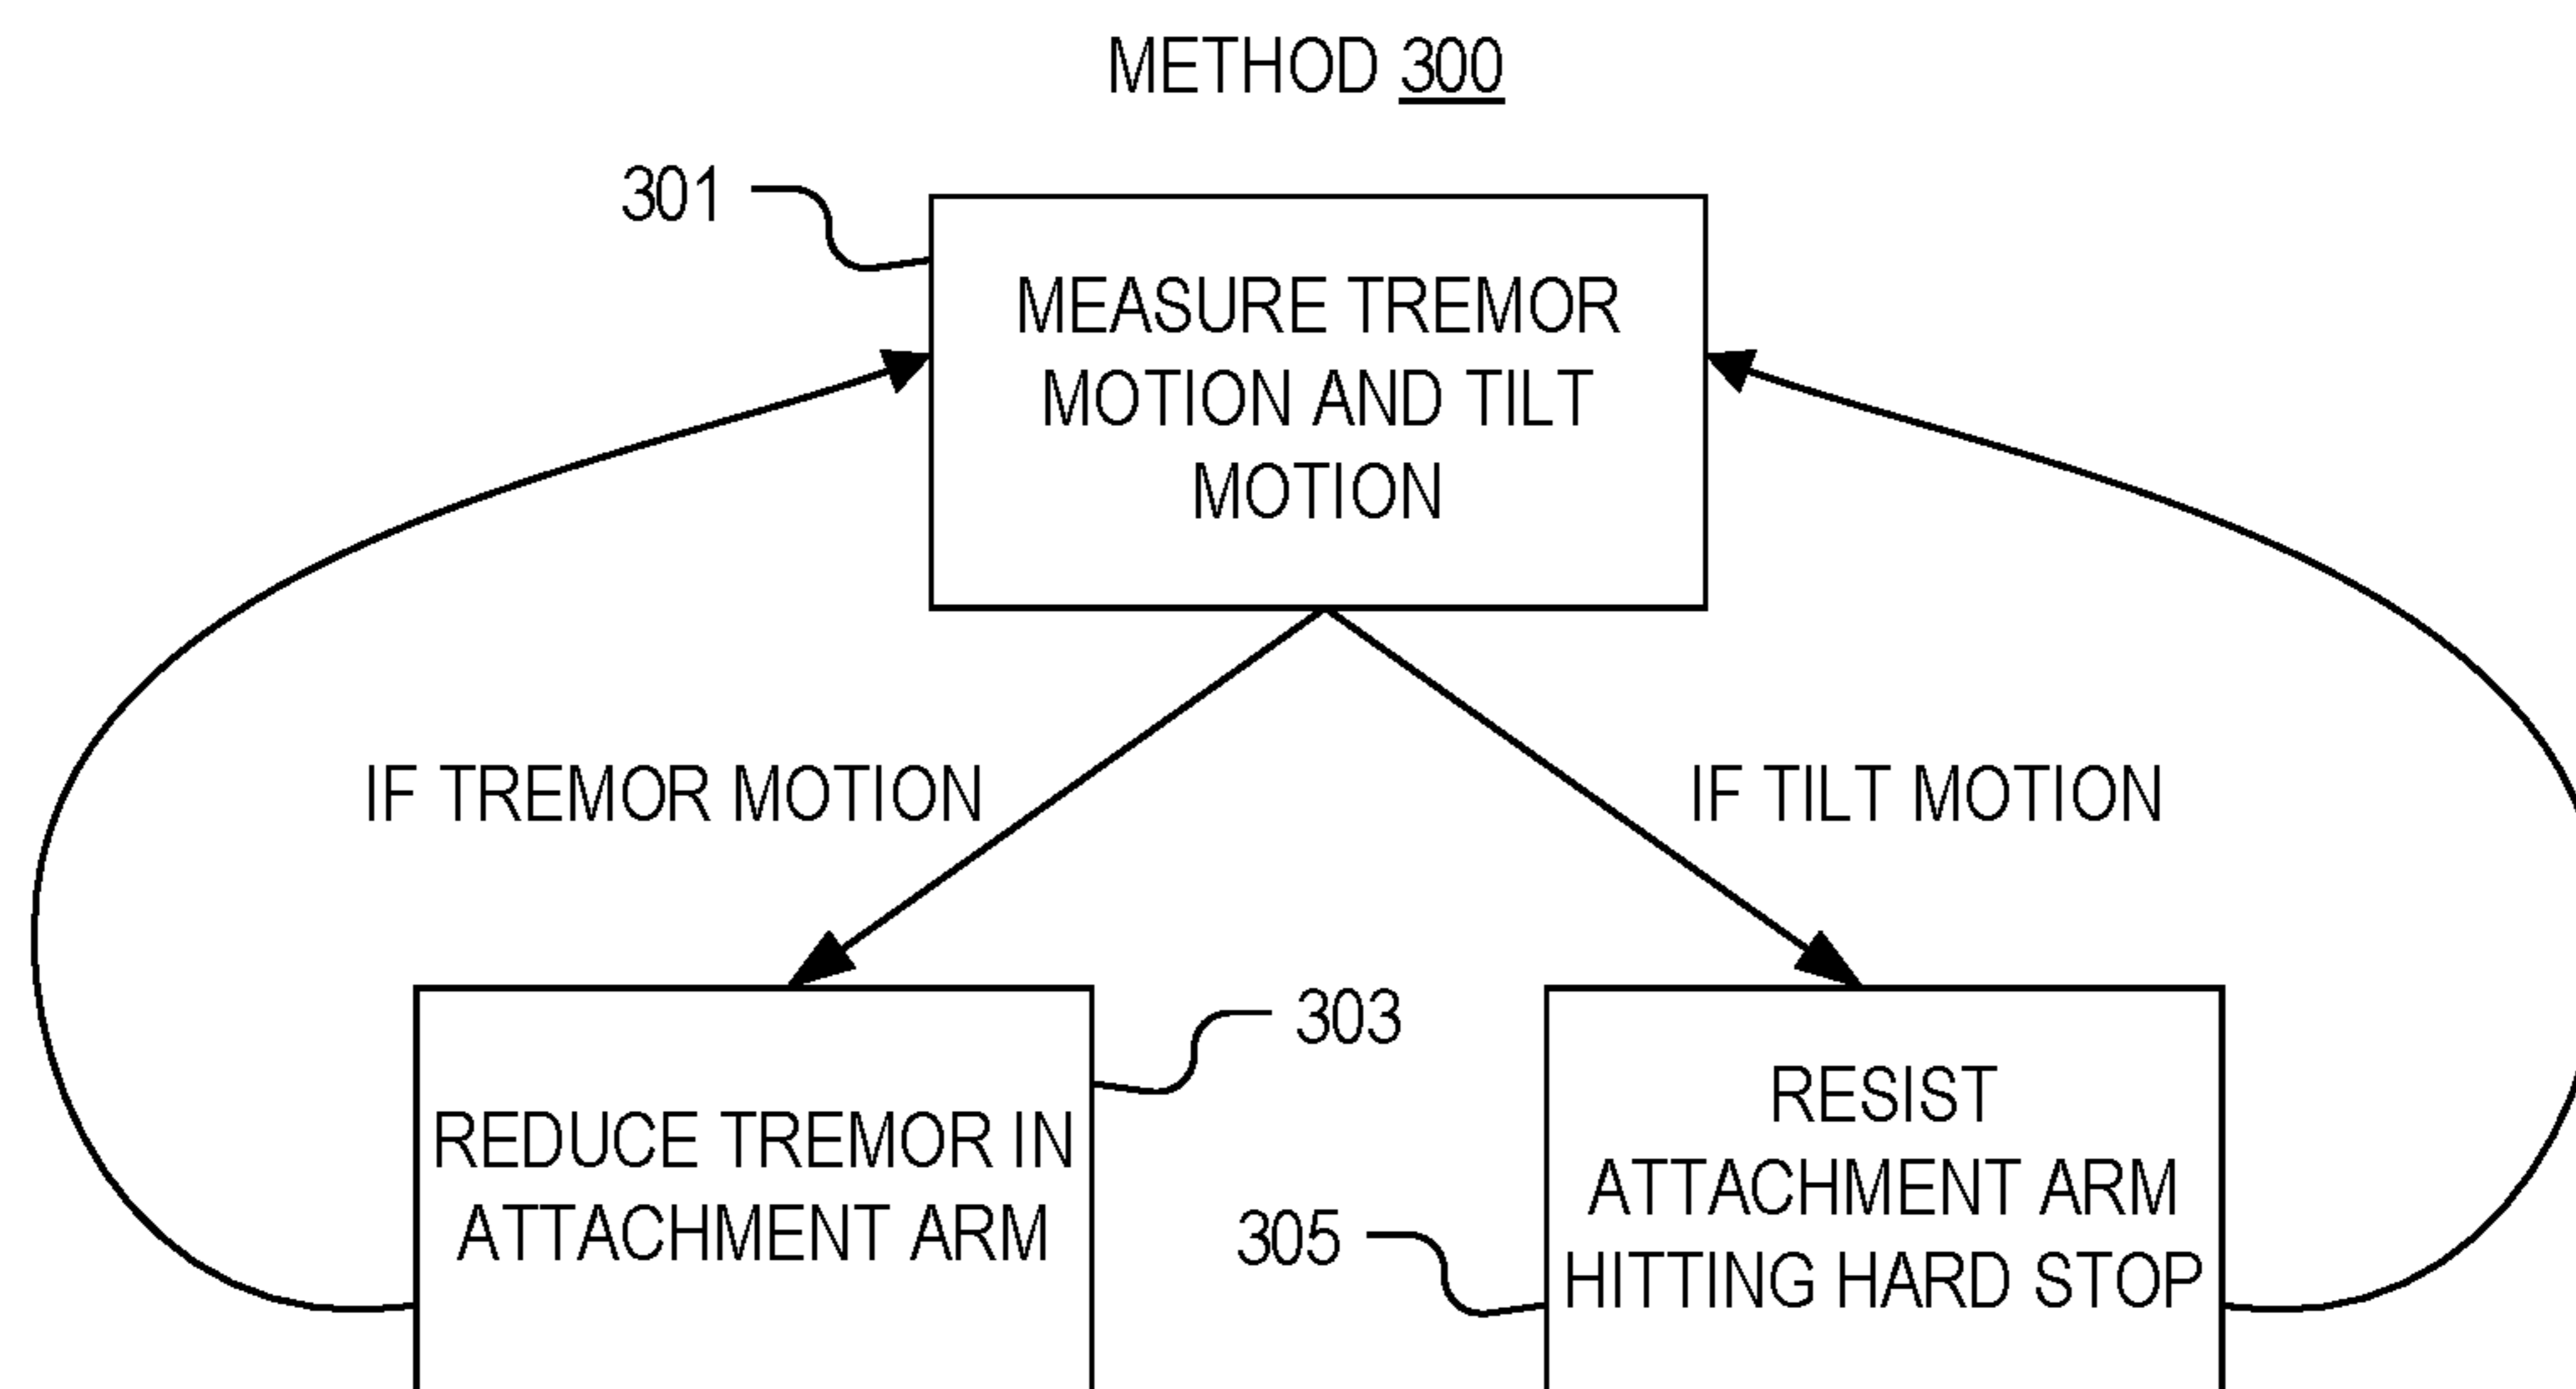 METHOD 300
301
MEASURE TREMOR
MOTION AND TILT
MOTION
IF TREMOR MOTION
IF TILT MOTION
303
REDUCE TREMOR IN
ATTACHMENT ARM
305
RESIST
ATTACHMENT ARM
HITTING HARD STOP